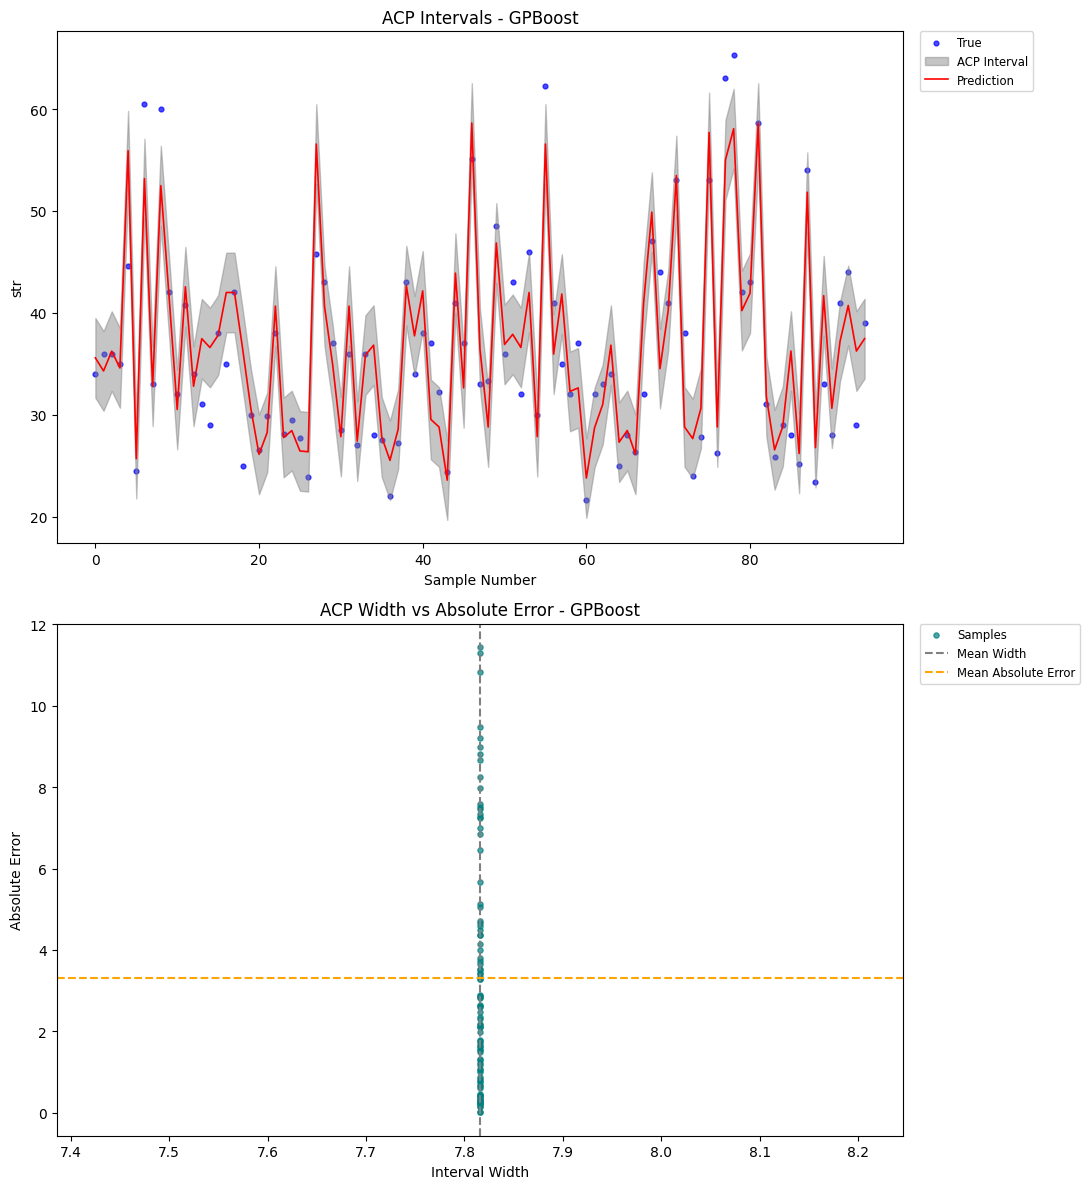 ACP Intervals - GPBoost
True
ACP Interval
Prediction
str
60
50
40
30
20
0
20
40
60
80
Sample Number
ACP Width vs Absolute Error - GPBoost
Samples
Mean Width
Mean Absolute Error
Absolute Error
12
10
8
6
4
2
0
7.4
7.5
7.6
7.7
7.8
7.9
8.0
8.1
8.2
Interval Width